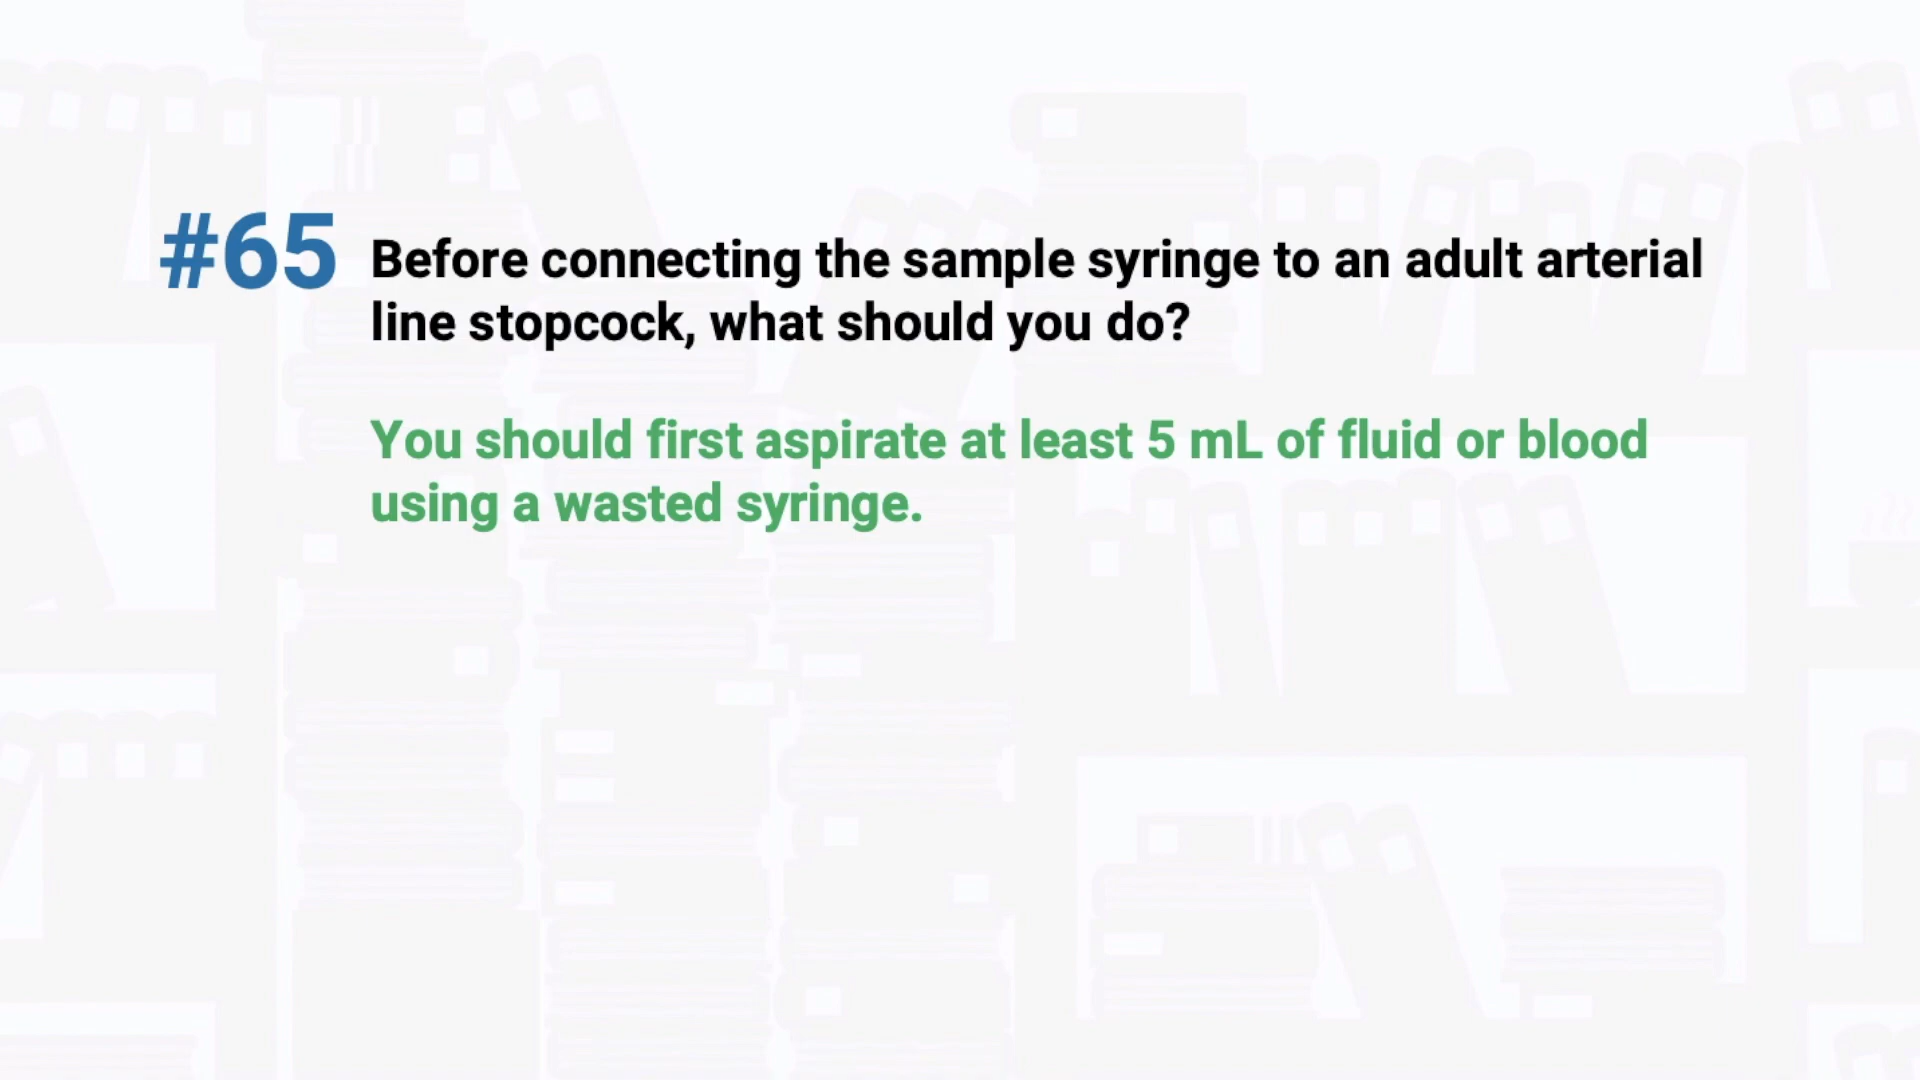 #65 Before connecting the sample syringe to an adult arterial
line stopcock, what should you do?
You should first aspirate at least 5 mL of fluid or blood
using a wasted syringe.